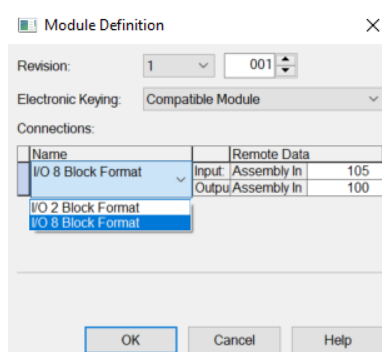 Module Definition
Revision: 1 001
Electronic Keying: Compatible Module
Connections:
Name Remote Data
I/O 8 Block Format Input: Assembly In 105
Outpu Assembly In 100
I/O 2 Block Format
I/O 8 Block Format
OK Cancel Help